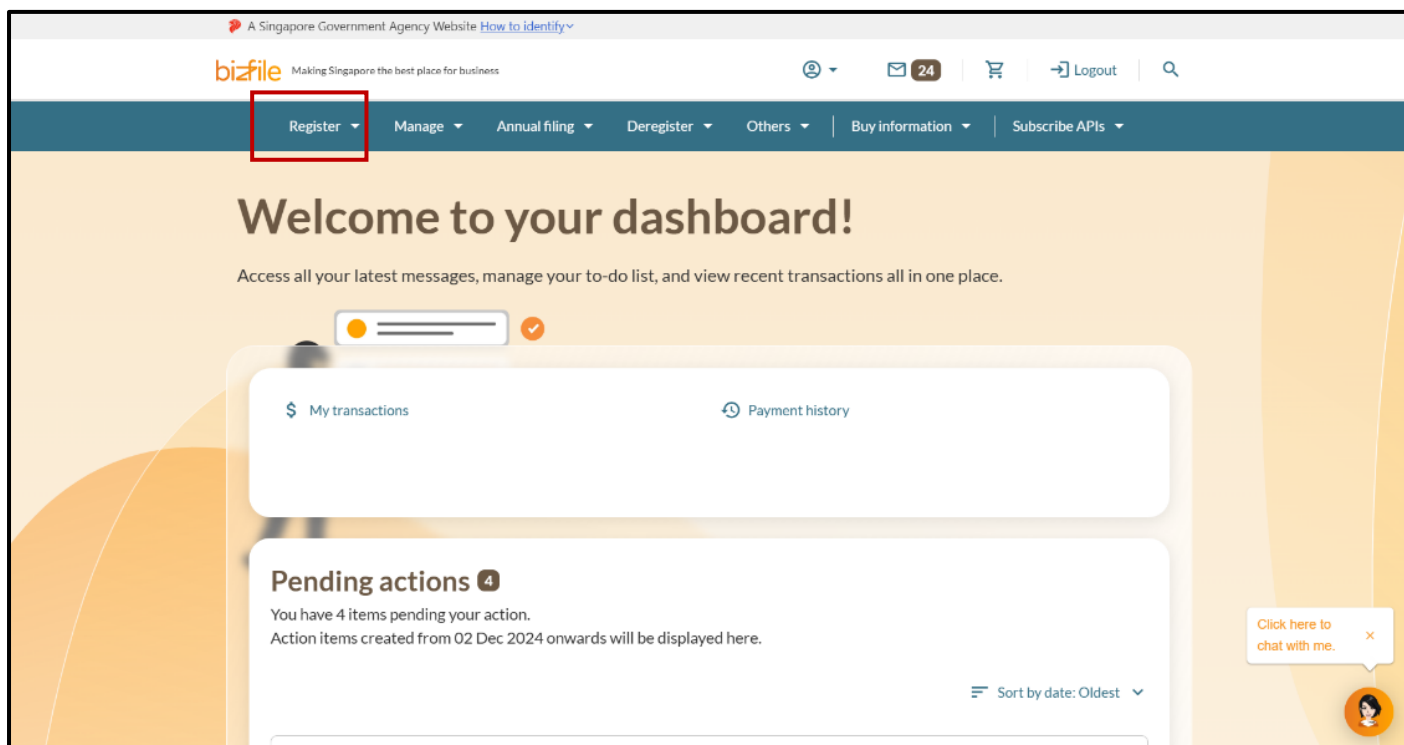 A Singapore Government Agency Website How to identify
bizfile Making Singapore the best place for business
24
Logout
Register
Manage
Annual filing
Deregister
Others
Buy information
Subscribe APIs
Welcome to your dashboard!
Access all your latest messages, manage your to-do list, and view recent transactions all in one place.
$ My transactions
Payment history
Pending actions 4
You have 4 items pending your action.
Action items created from 02 Dec 2024 onwards will be displayed here.
Click here to
chat with me.
Sort by date: Oldest